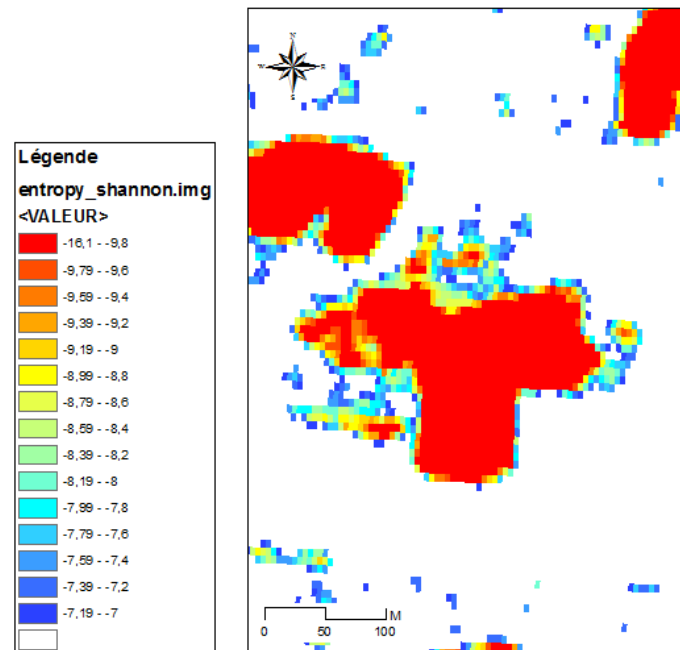 N
W E
S
Légende
entropy_shannon.img
<VALEUR>
-16,1 - -9,8
-9,79 - -9,6
-9,59 - -9,4
-9,39 - -9,2
-9,19 - -9
-8,99 - -8,8
-8,79 - -8,6
-8,59 - -8,4
-8,39 - -8,2
-8,19 - -8
-7,99 - -7,8
-7,79 - -7,6
-7,59 - -7,4
-7,39 - -7,2
-7,19 - -7
M
0 50 100